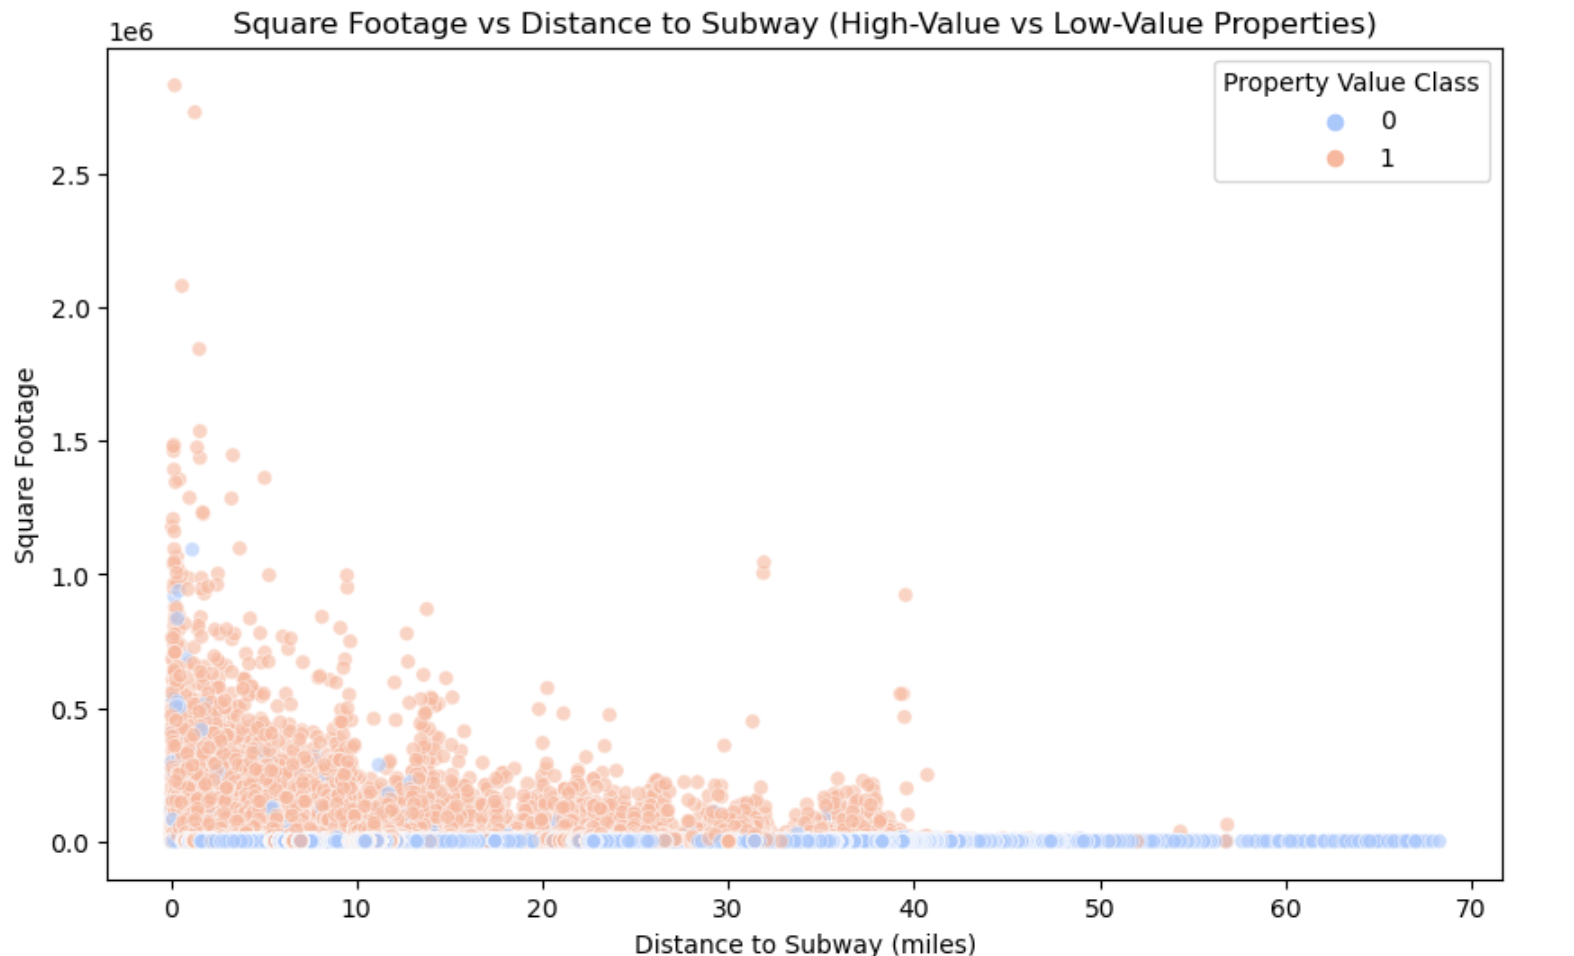 Square Footage vs Distance to Subway (High-Value vs Low-Value Properties)
1e6
Property Value Class
0
1
2.5
2.0
1.5
1.0
0.5
0.0
Square Footage
0 10 20 30 40 50 60 70
Distance to Subway (miles)